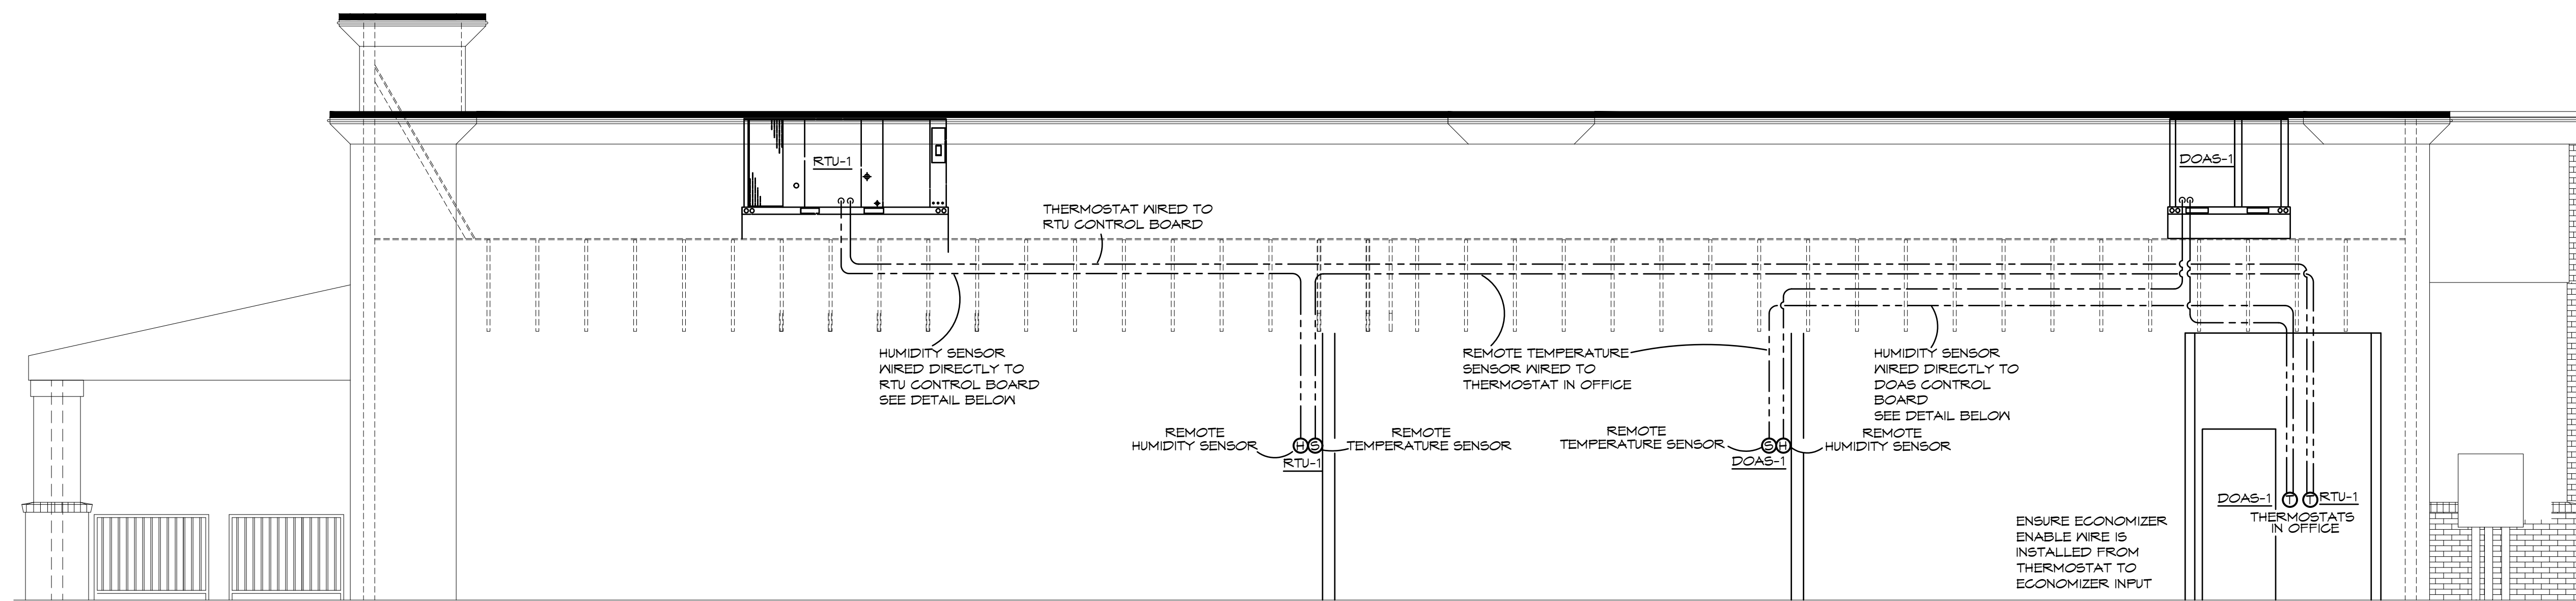 RTU-1
DOAS-1
THERMOSTAT WIRED TO
RTU CONTROL BOARD
HUMIDITY SENSOR
WIRED DIRECTLY TO
RTU CONTROL BOARD
SEE DETAIL BELOW
REMOTE TEMPERATURE
SENSOR WIRED TO
THERMOSTAT IN OFFICE
HUMIDITY SENSOR
WIRED DIRECTLY TO
DOAS CONTROL
BOARD
SEE DETAIL BELOW
REMOTE
HUMIDITY SENSOR
H
S
RTU-1
REMOTE
TEMPERATURE SENSOR
REMOTE
TEMPERATURE SENSOR
S
H
DOAS-1
REMOTE
HUMIDITY SENSOR
DOAS-1
T
T
RTU-1
THERMOSTATS
IN OFFICE
ENSURE ECONOMIZER
ENABLE WIRE IS
INSTALLED FROM
THERMOSTAT TO
ECONOMIZER INPUT